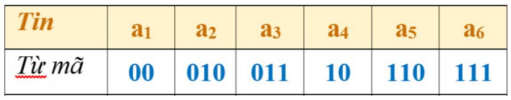 Tin a₁ a₂ a₃ a₄ a₅ a₆
Từ mã 00 010 011 10 110 111